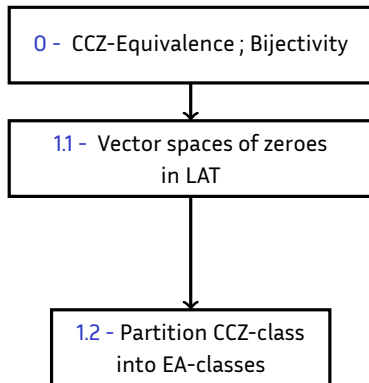 0 - CCZ-Equivalence ; Bijectivity
1.1 - Vector spaces of zeroes
in LAT
1.2 - Partition CCZ-class
into EA-classes